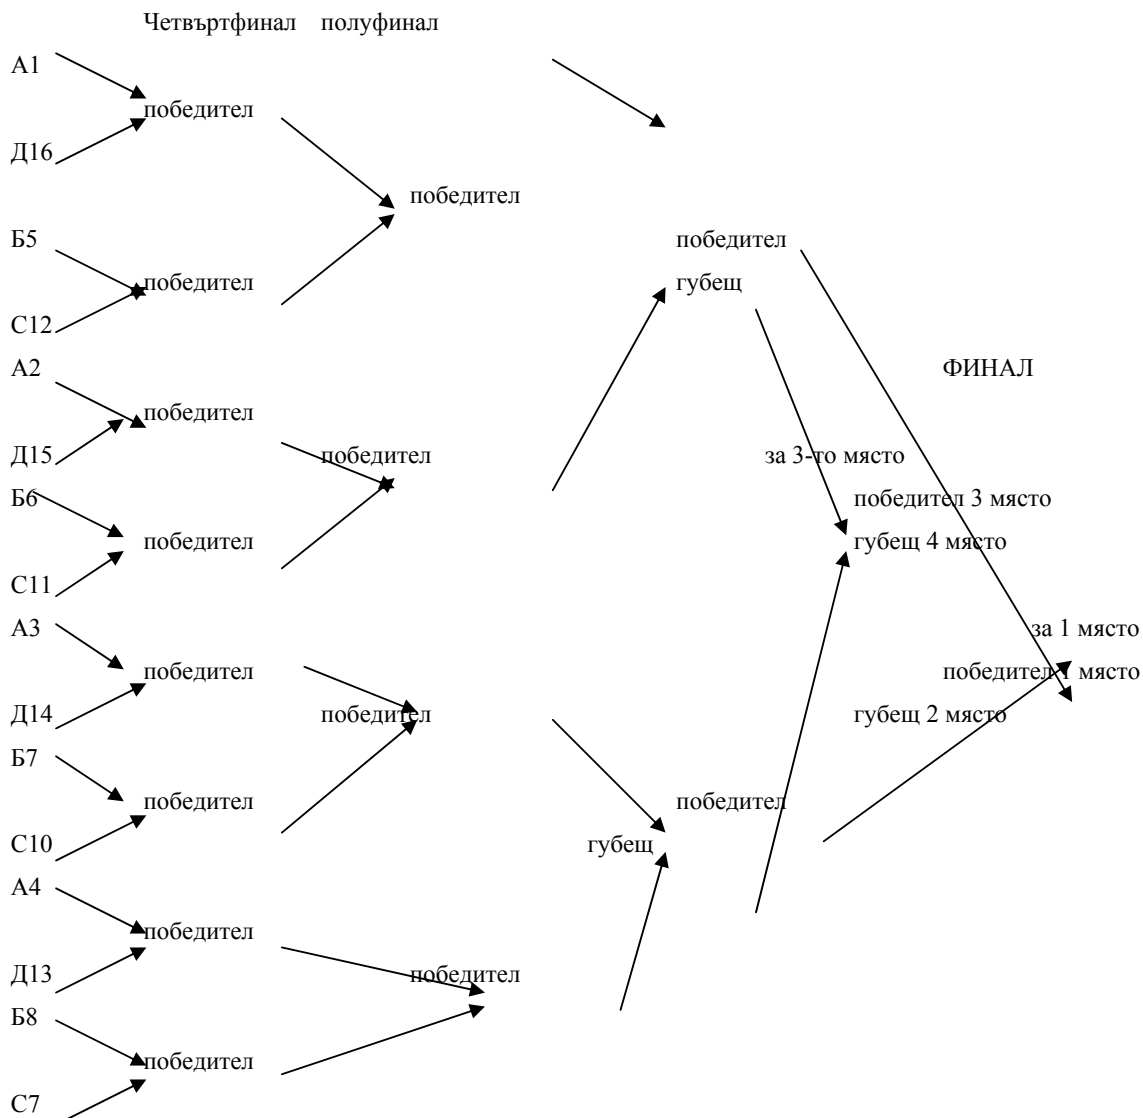 Четвъртфинал полуфинал
А1
победител
Д16
победител
Б5
победител
победител
губещ
С12
А2
ФИНАЛ
победител
Д15
победител
за 3-то място
Б6
победител 3 място
победител
губещ 4 място
С11
А3
за 1 място
победител
победител 1 място
Д14
победител
губещ 2 място
Б7
победител
победител
С10
губещ
А4
победител
Д13
победител
Б8
победител
С7